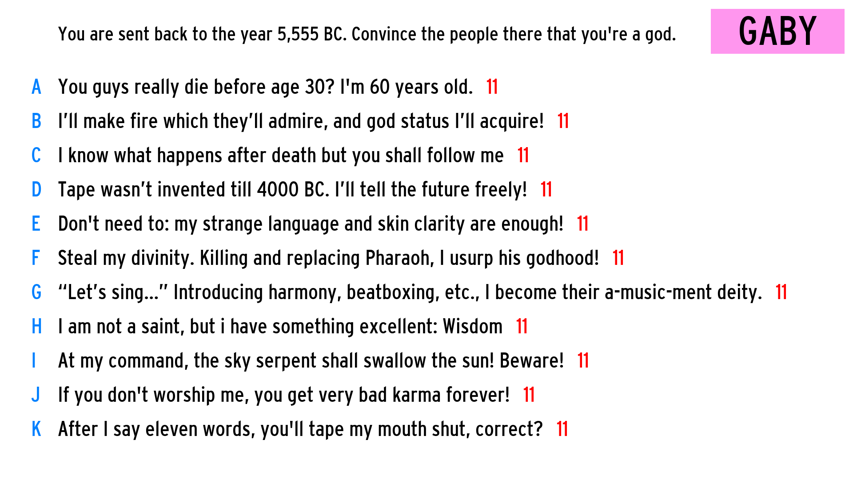 You are sent back to the year 5,555 BC. Convince the people there that you're a god.
GABY
A You guys really die before age 30? I'm 60 years old. 11
B I’ll make fire which they’ll admire, and god status I’ll acquire! 11
C I know what happens after death but you shall follow me 11
D Tape wasn’t invented till 4000 BC. I’ll tell the future freely! 11
E Don't need to: my strange language and skin clarity are enough! 11
F Steal my divinity. Killing and replacing Pharaoh, I usurp his godhood! 11
G “Let’s sing...” Introducing harmony, beatboxing, etc., I become their a-music-ment deity. 11
H I am not a saint, but i have something excellent: Wisdom 11
I At my command, the sky serpent shall swallow the sun! Beware! 11
J If you don't worship me, you get very bad karma forever! 11
K After I say eleven words, you'll tape my mouth shut, correct? 11